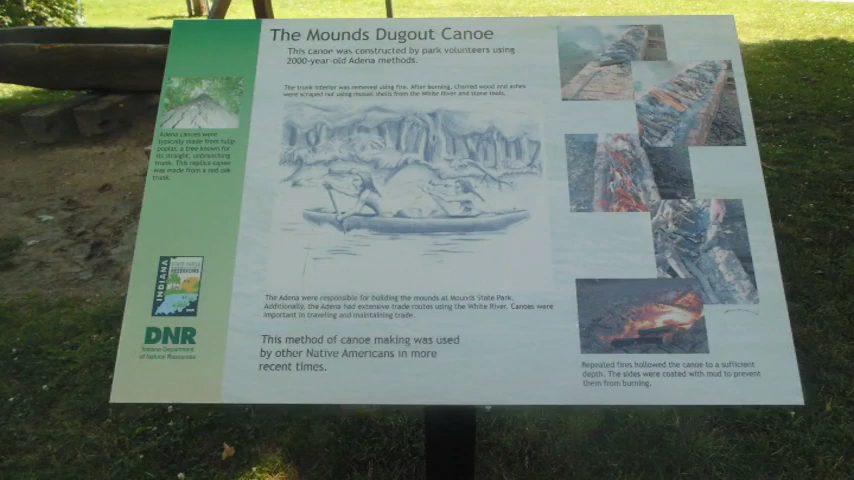 The Mounds Dugout Canoe
This canoe was constructed by park volunteers using
2000-year-old Adena methods.
The trunk interior was removed using fire. After burning, charred wood and ashes
were scraped out using mussel shells from the White River and stone tools.
Adena canoes were
typically made from tulip
poplar, a tree known for
its straight, unbranching
trunk. This replica canoe
was made from a red oak
trunk.
The Adena were responsible for building the mounds at Mounds State Park.
Additionally, the Adena had extensive trade routes using the White River. Canoes were
important in traveling and maintaining trade.
This method of canoe making was used
by other Native Americans in more
recent times.
INDIANA
STATE PARKS
RESERVOIRS
DNR
Indiana Department
of Natural Resources
Repeated fires hollowed the canoe to a sufficient
depth. The sides were coated with mud to prevent
them from burning.